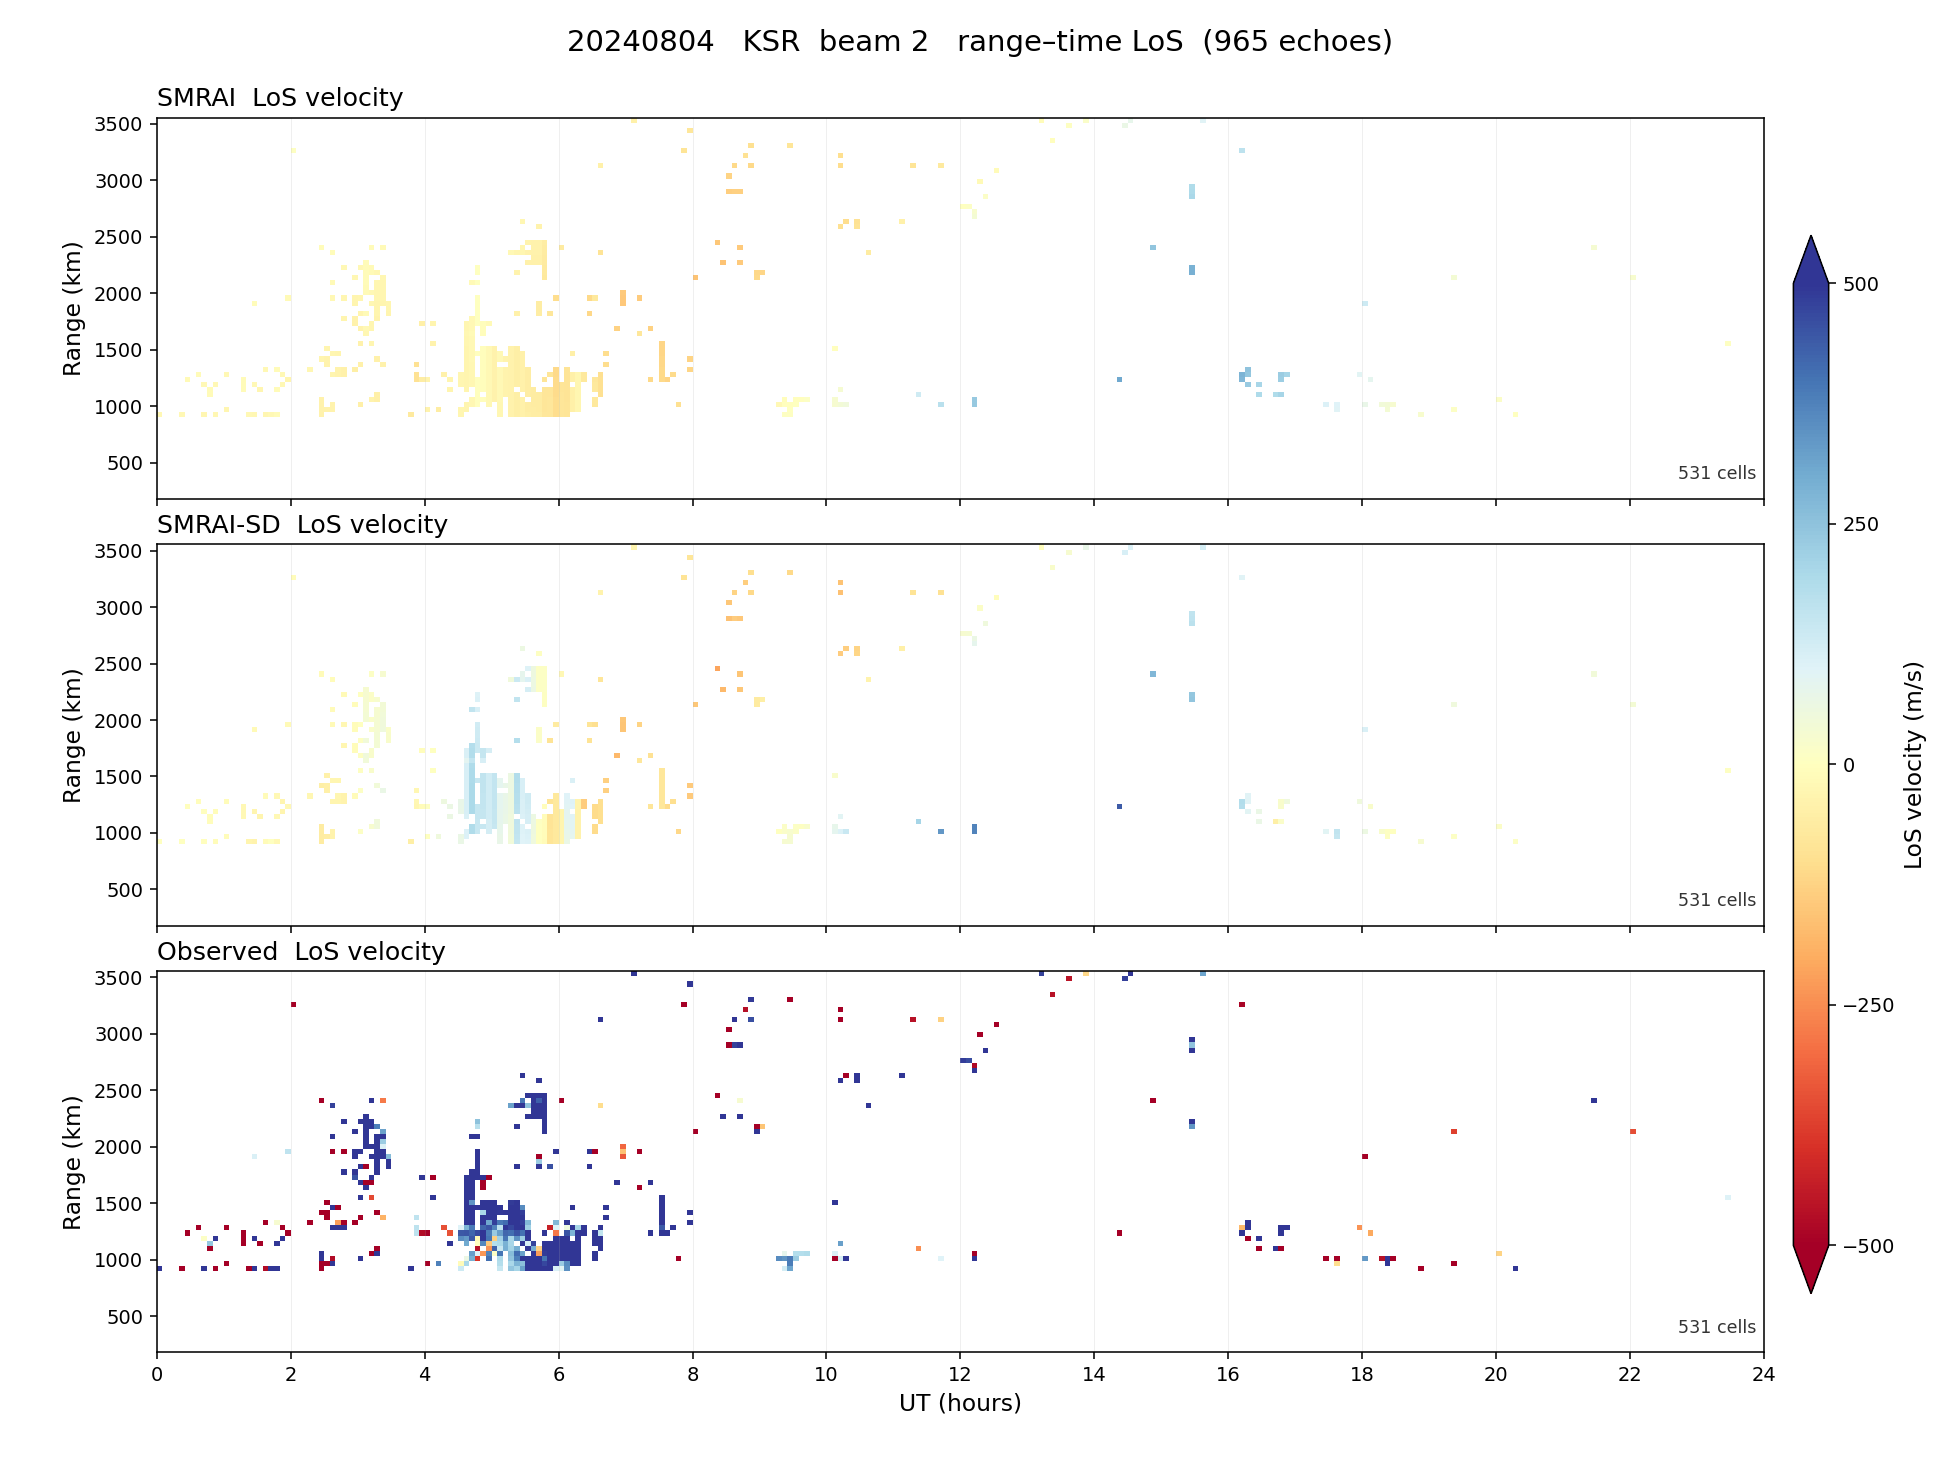 20240804   KSR  beam 2   range–time LoS  (965 echoes)
SMRAI  LoS velocity
3500
3000
2500
2000
1500
1000
500
Range (km)
531 cells
SMRAI-SD  LoS velocity
3500
3000
2500
2000
1500
1000
500
Range (km)
531 cells
Observed  LoS velocity
3500
3000
2500
2000
1500
1000
500
Range (km)
531 cells
0 2 4 6 8 10 12 14 16 18 20 22 24
UT (hours)
500
250
0
−250
−500
LoS velocity (m/s)